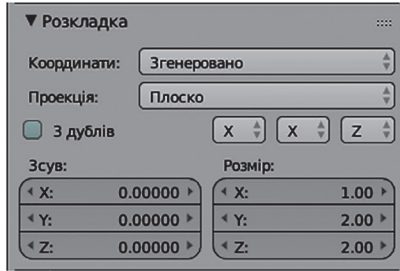 Розкладка
Координати: Згенеровано
Проекція: Плоско
З дублів X X Z
Зсув: Розмір:
X: 0.00000 X: 1.00
Y: 0.00000 Y: 2.00
Z: 0.00000 Z: 2.00